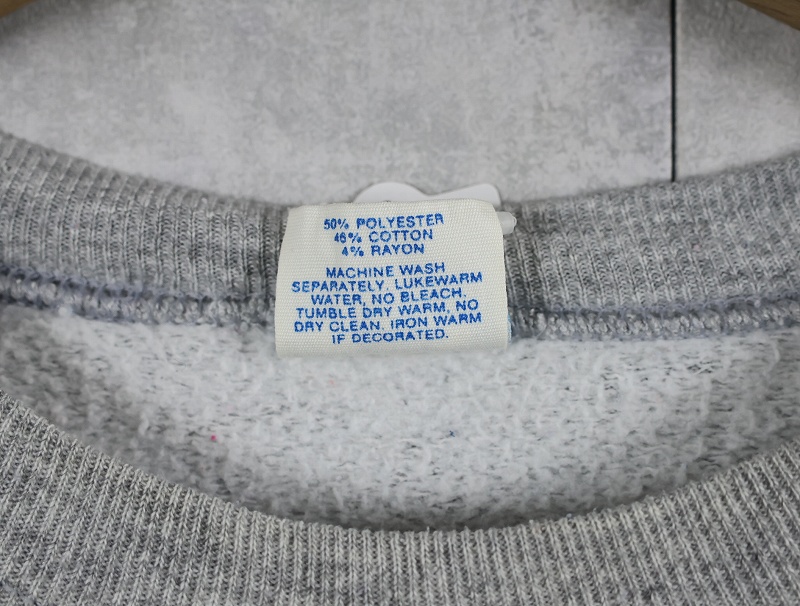 50% POLYESTER
46% COTTON
4% RAYON
MACHINE WASH
SEPARATELY, LUKEWARM
WATER, NO BLEACH,
TUMBLE DRY WARM, NO
DRY CLEAN. IRON WARM
IF DECORATED.